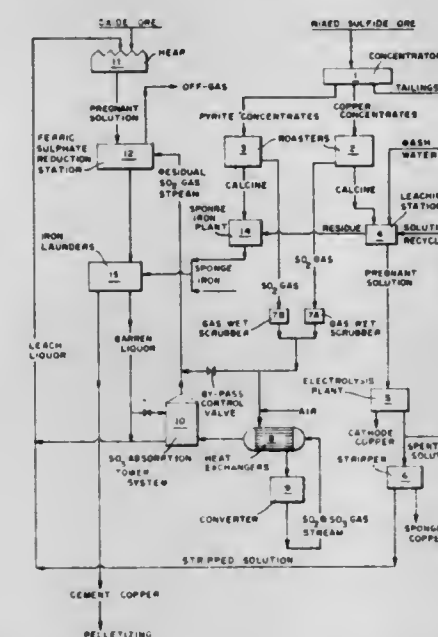 OXIDE ORE
HEAP
11
PREGNANT
SOLUTION
OFF-GAS
FERRIC
SULPHATE
REDUCTION
STATION
12
RESIDUAL
SO2 GAS
STREAM
IRON
LAUNDERS
15
BARREN
LIQUOR
LEACH
LIQUOR
MIXED SULFIDE ORE
CONCENTRATOR
1
TAILINGS
PYRITE CONCENTRATES
COPPER
CONCENTRATES
3
ROASTERS
2
WASH
WATER
CALCINE
CALCINE
LEACHING
STATION
SPONGE
IRON
PLANT
14
RESIDUE
4
SOLUTION
RECYCLE
SPONGE
IRON
SO2 GAS
SO2 GAS
PREGNANT
SOLUTION
7B
7A
GAS WET
SCRUBBER
GAS WET
SCRUBBER
BY-PASS
CONTROL
VALVE
AIR
ELECTROLYSIS
PLANT
5
CATHODE
COPPER
SPENT
SOLUT
STRIPPER
6
SPONGE
COPPE
10
SO3 ABSORPTION
TOWER
SYSTEM
8
HEAT
EXCHANGERS
9
CONVERTER
SO2 & SO3 GAS
STREAM
STRIPPED SOLUTION
CEMENT COPPER
PELLETIZING